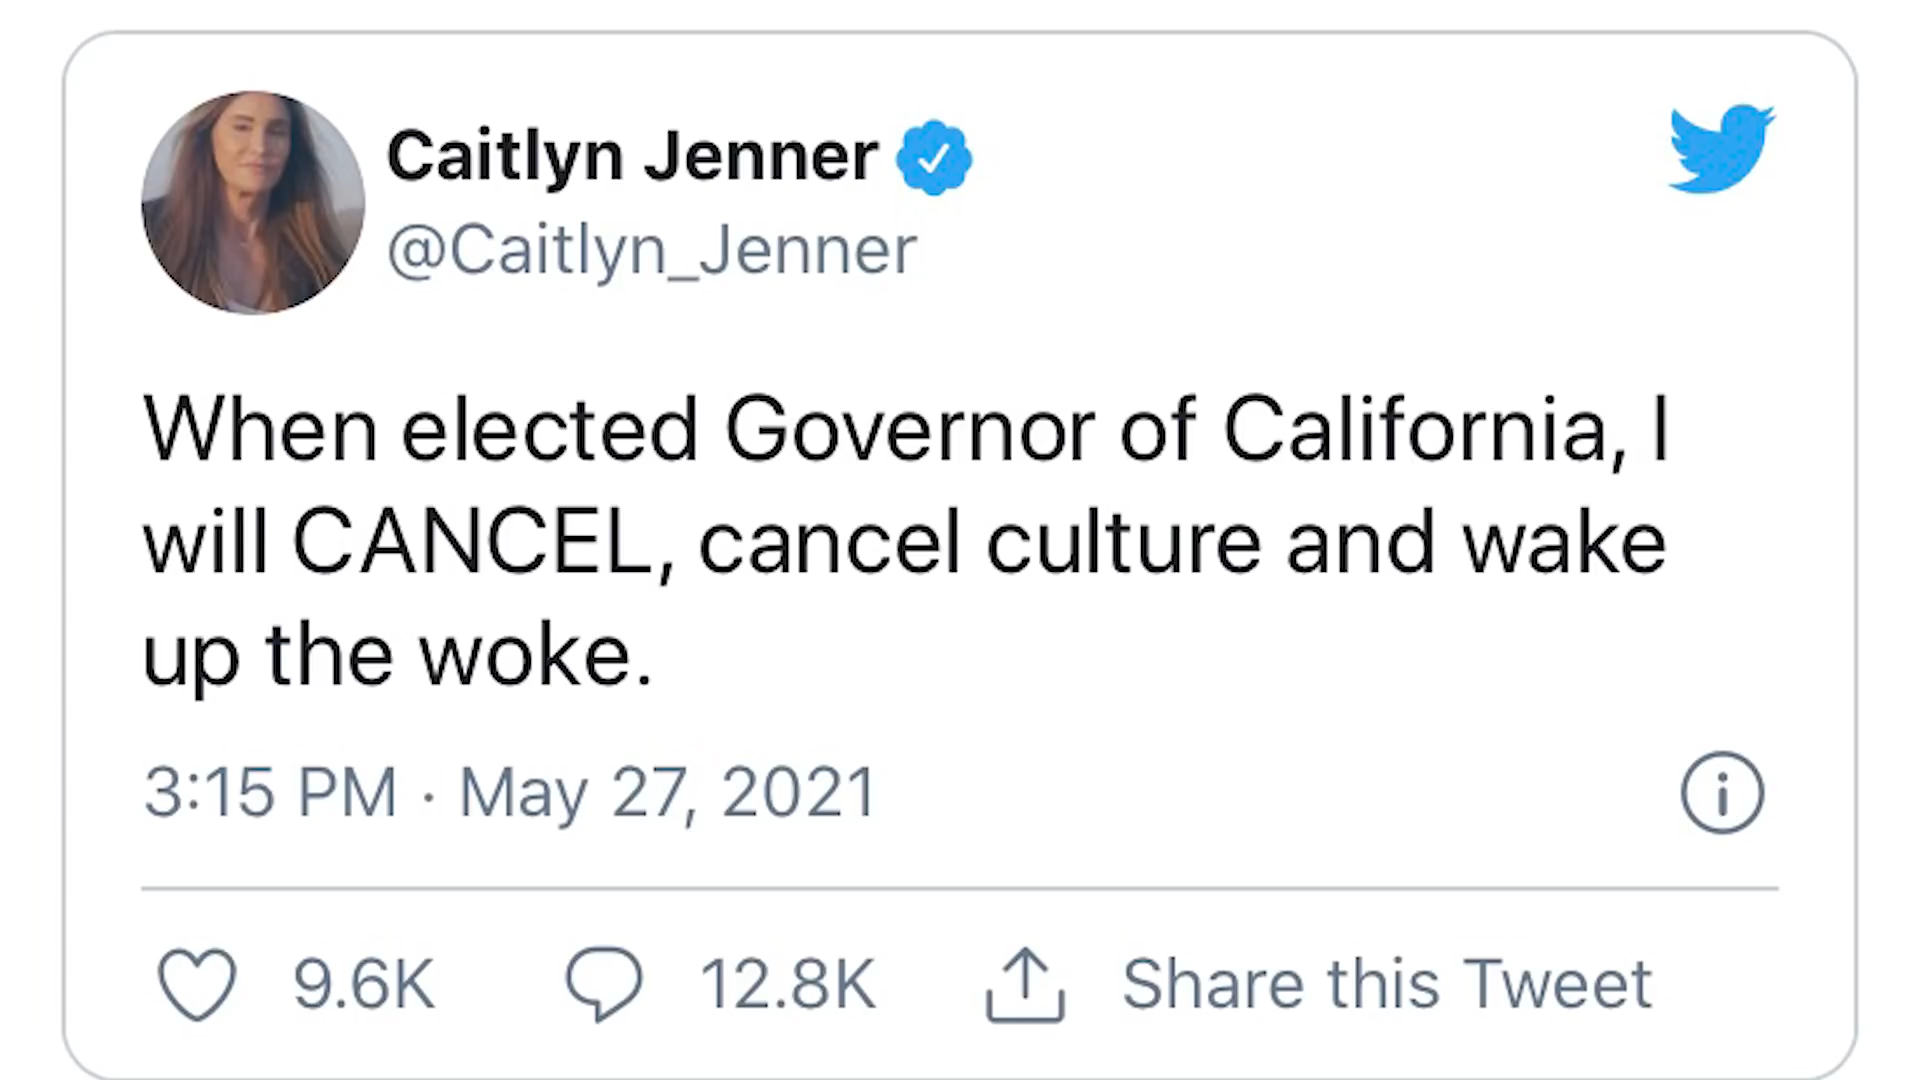 Caitlyn Jenner
@Caitlyn_Jenner
When elected Governor of California, I
will CANCEL, cancel culture and wake
up the woke.
3:15 PM · May 27, 2021
9.6K 12.8K Share this Tweet